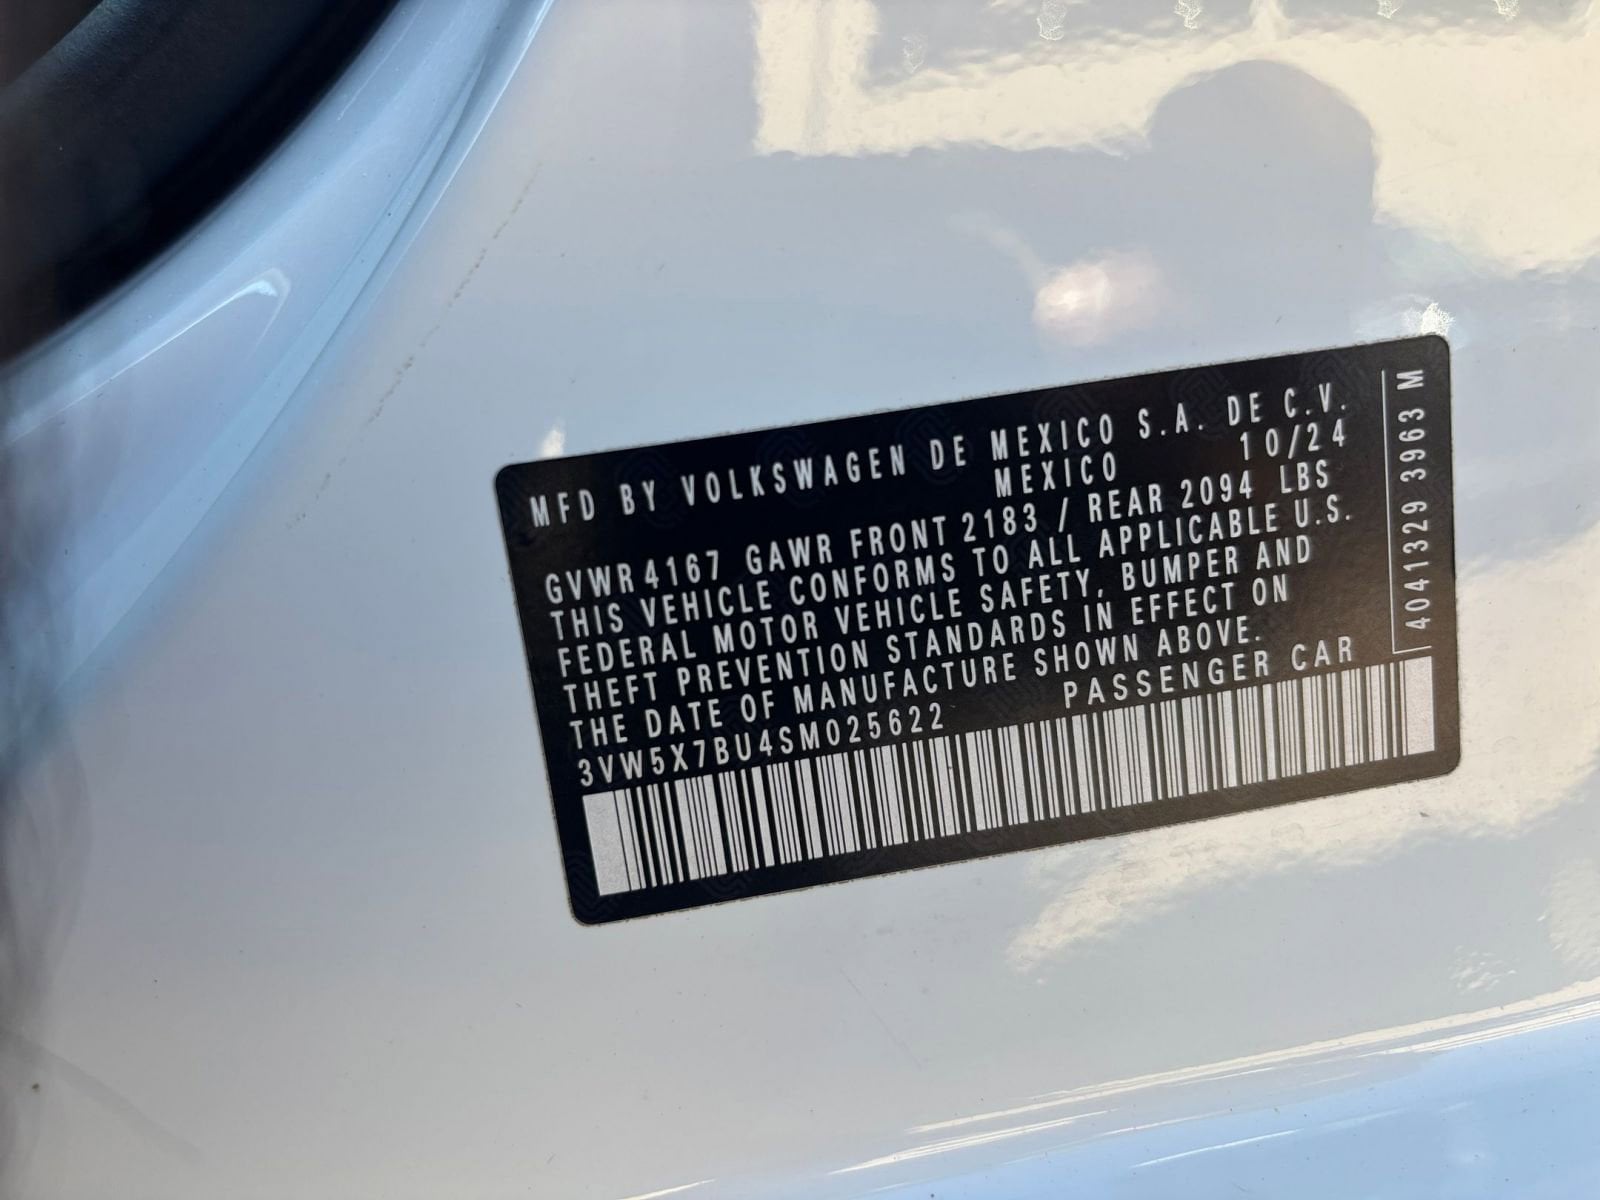 MFD BY VOLKSWAGEN DE MEXICO S.A. DE C.V.
MEXICO 10/24
GVWR 4167 GAWR FRONT 2183 / REAR 2094 LBS
THIS VEHICLE CONFORMS TO ALL APPLICABLE U.S.
FEDERAL MOTOR VEHICLE SAFETY, BUMPER AND
THEFT PREVENTION STANDARDS IN EFFECT ON
THE DATE OF MANUFACTURE SHOWN ABOVE.
3VW5X7BU4SM025622 PASSENGER CAR
4041329 3963 M